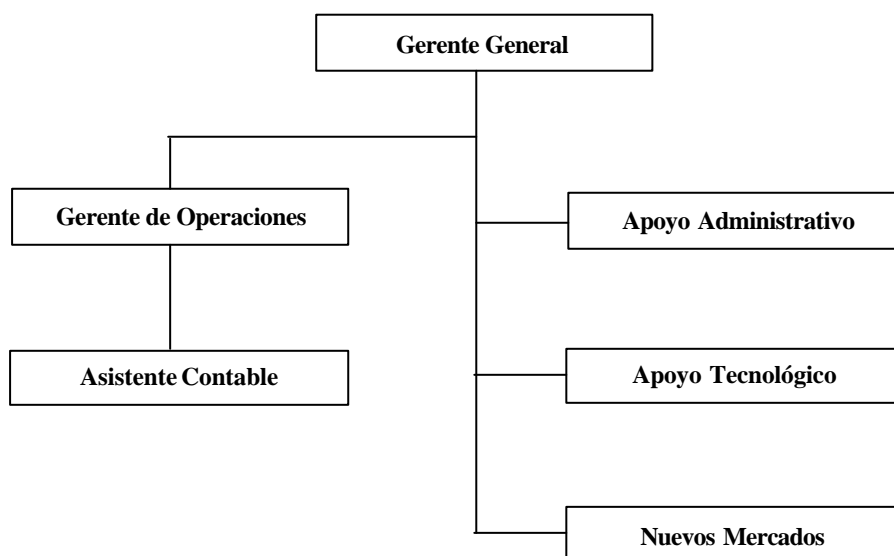 Gerente General
Gerente de Operaciones
Apoyo Administrativo
Asistente Contable
Apoyo Tecnológico
Nuevos Mercados